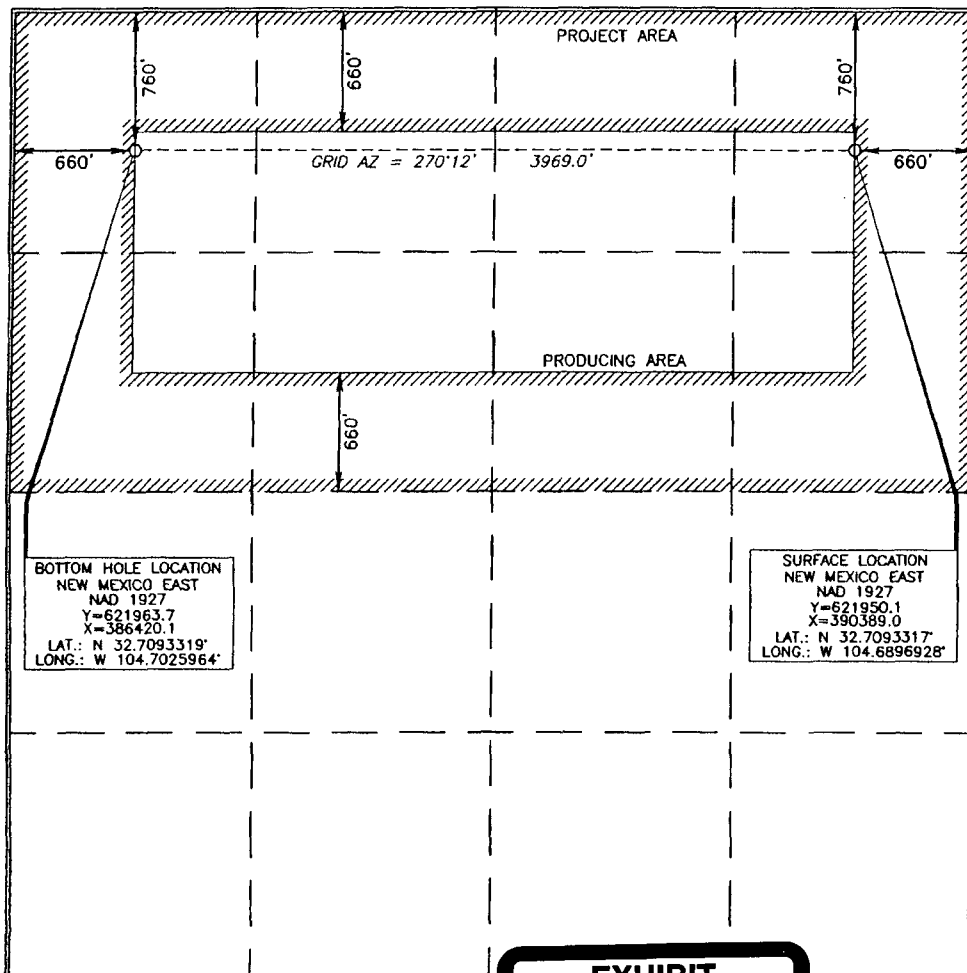 PROJECT AREA
760'
660'
760'
660'
GRID AZ = 270°12' 3969.0'
660'
PRODUCING AREA
660'
BOTTOM HOLE LOCATION
NEW MEXICO EAST
NAD 1927
Y=621963.7
X=386420.1
LAT.: N 32.7093319°
LONG.: W 104.7025964°
SURFACE LOCATION
NEW MEXICO EAST
NAD 1927
Y=621950.1
X=390389.0
LAT.: N 32.7093317°
LONG.: W 104.6896928°
EXHIBIT